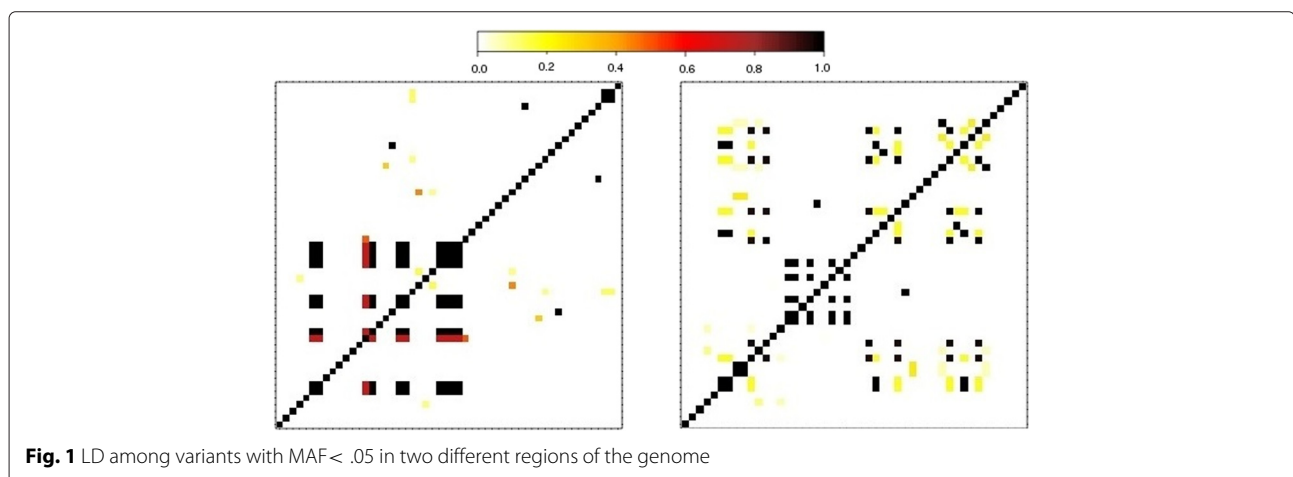 0.0 0.2 0.4 0.6 0.8 1.0
Fig. 1 LD among variants with MAF< .05 in two different regions of the genome